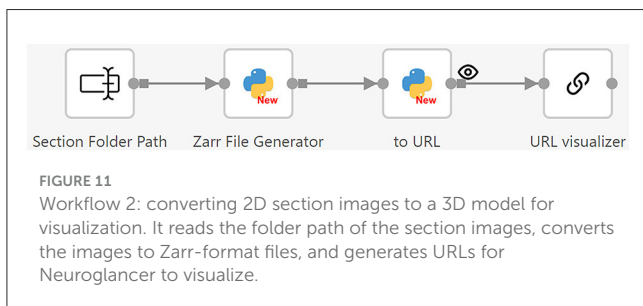 New
New
Section Folder Path
Zarr File Generator
to URL
URL visualizer
FIGURE 11
Workflow 2: converting 2D section images to a 3D model for
visualization. It reads the folder path of the section images, converts
the images to Zarr-format files, and generates URLs for
Neuroglancer to visualize.